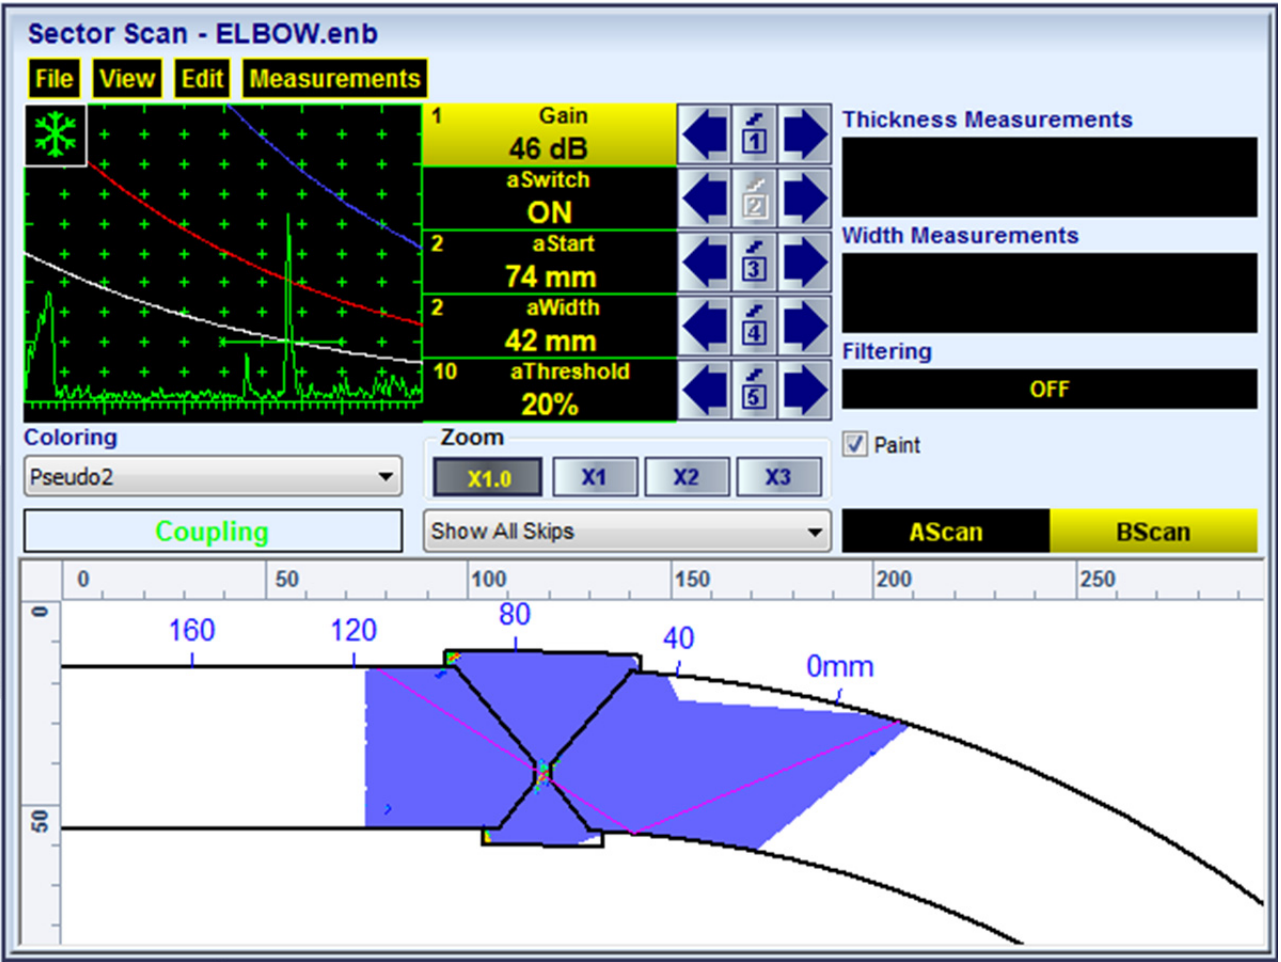 Sector Scan - ELBOW.enb
File View Edit Measurements
1 Gain
46 dB
1
aSwitch
ON
2
2 aStart
74 mm
3
2 aWidth
42 mm
4
10 aThreshold
20%
5
Thickness Measurements
Width Measurements
Filtering
OFF
Paint
Coloring
Pseudo2
Zoom
X1.0 X1 X2 X3
Coupling
Show All Skips
AScan BScan
0 50 100 150 200 250
0
50
160 120 80 40 0mm